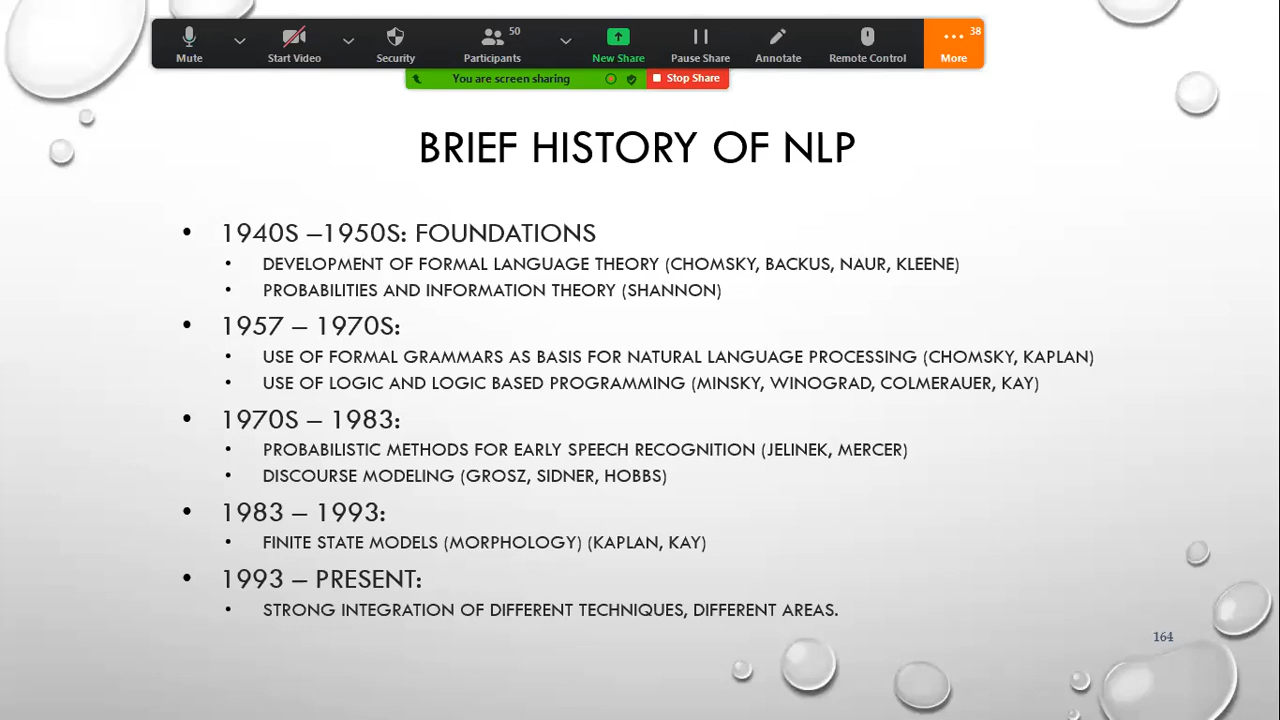 50
38
Mute
Start Video
Security
Participants
New Share
Pause Share
Annotate
Remote Control
More
You are screen sharing
Stop Share
BRIEF HISTORY OF NLP
• 1940S –1950S: FOUNDATIONS
• DEVELOPMENT OF FORMAL LANGUAGE THEORY (CHOMSKY, BACKUS, NAUR, KLEENE)
• PROBABILITIES AND INFORMATION THEORY (SHANNON)
• 1957 – 1970S:
• USE OF FORMAL GRAMMARS AS BASIS FOR NATURAL LANGUAGE PROCESSING (CHOMSKY, KAPLAN)
• USE OF LOGIC AND LOGIC BASED PROGRAMMING (MINSKY, WINOGRAD, COLMERAUER, KAY)
• 1970S – 1983:
• PROBABILISTIC METHODS FOR EARLY SPEECH RECOGNITION (JELINEK, MERCER)
• DISCOURSE MODELING (GROSZ, SIDNER, HOBBS)
• 1983 – 1993:
• FINITE STATE MODELS (MORPHOLOGY) (KAPLAN, KAY)
• 1993 – PRESENT:
• STRONG INTEGRATION OF DIFFERENT TECHNIQUES, DIFFERENT AREAS.
164